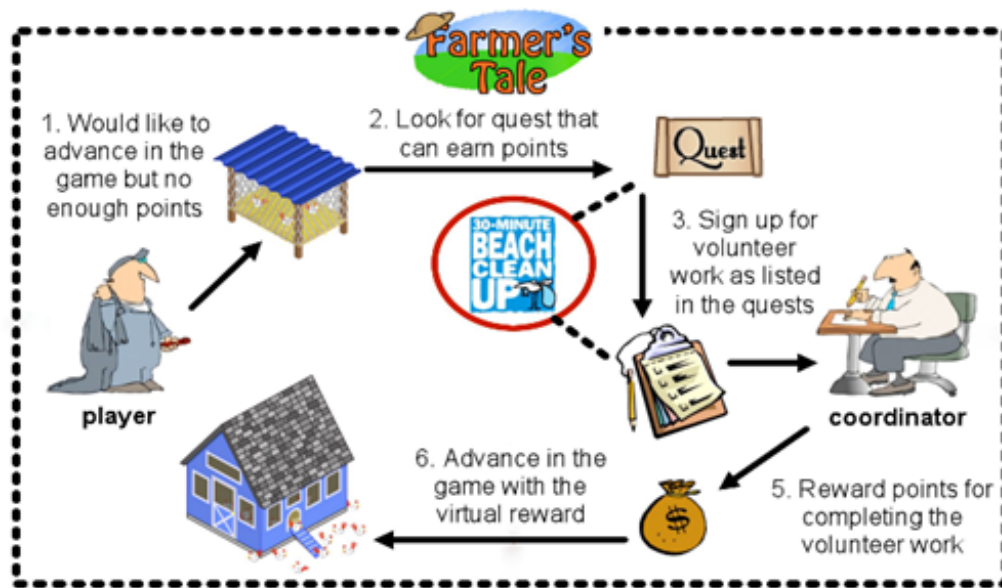 Farmer's
Tale
1. Would like to
advance in the
game but no
enough points
2. Look for quest that
can earn points
Quest
30-MINUTE
BEACH
CLEAN
UP
3. Sign up for
volunteer
work as listed
in the quests
player
coordinator
6. Advance in the
game with the
virtual reward
$
5. Reward points for
completing the
volunteer work